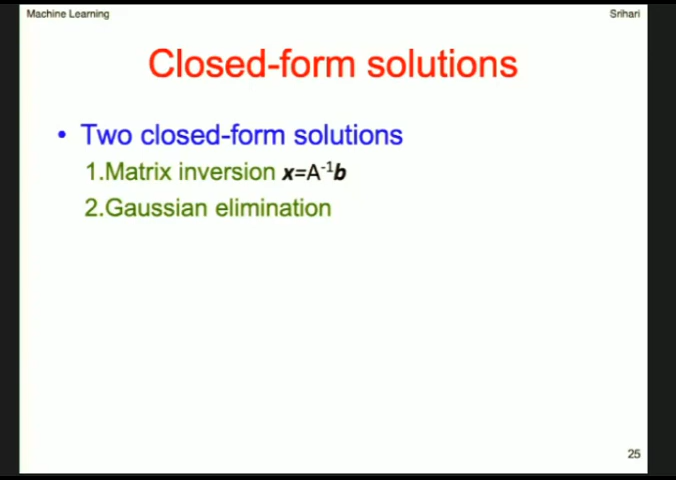 Machine Learning
Srihari
Closed-form solutions
• Two closed-form solutions
1.Matrix inversion x=A⁻¹b
2.Gaussian elimination
25